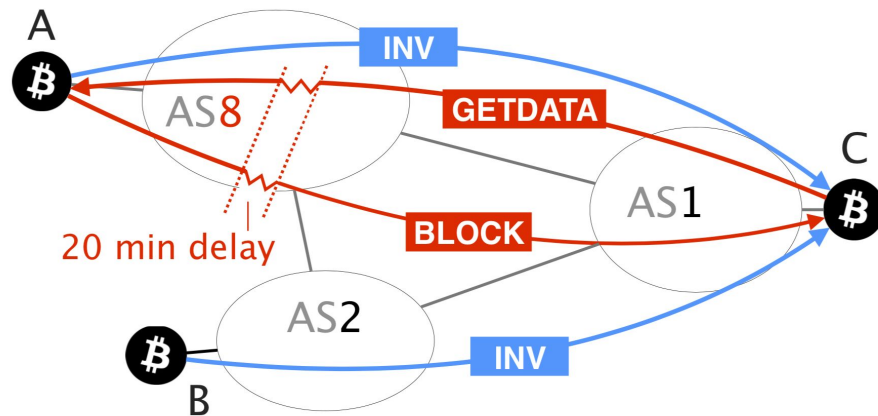 A
INV
AS8
GETDATA
C
AS1
BLOCK
20 min delay
AS2
INV
B